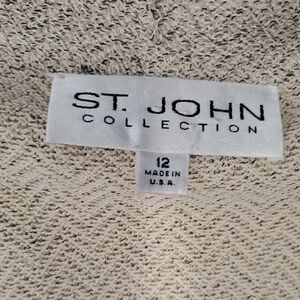 ST. JOHN
COLLECTION
12
MADE IN
U.S.A.